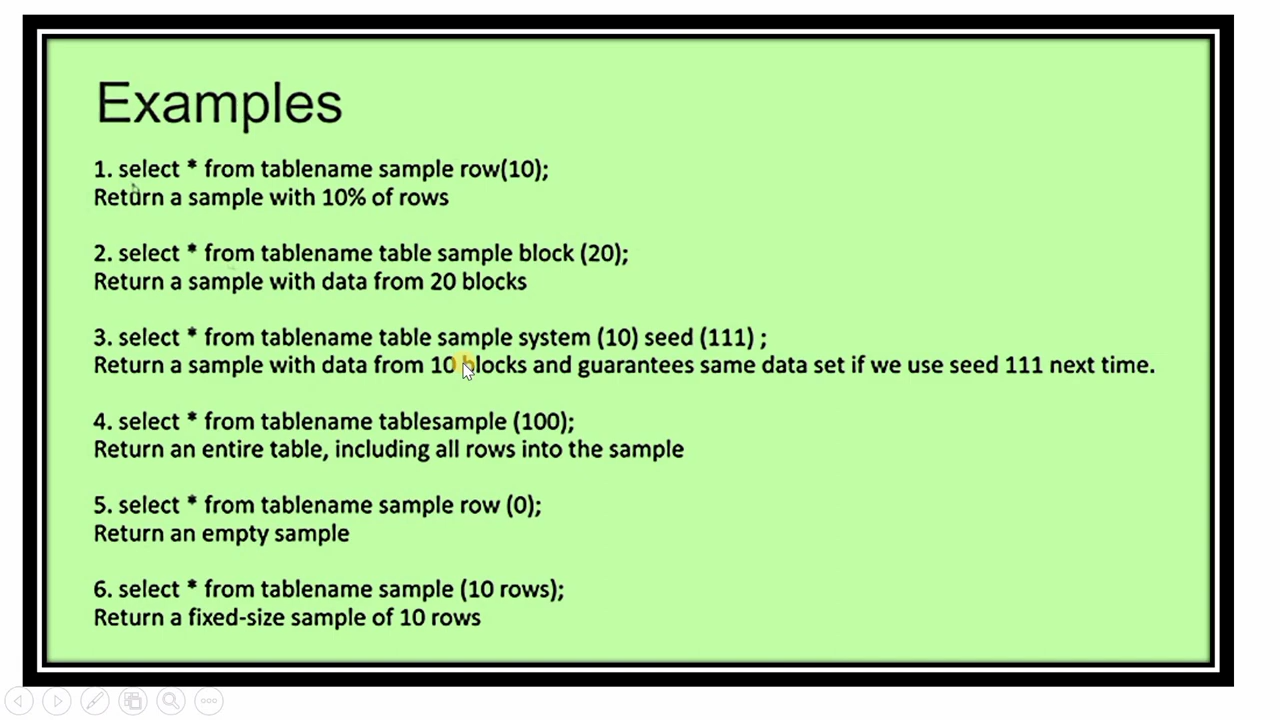 Examples
1. select * from tablename sample row(10);
Return a sample with 10% of rows
2. select * from tablename table sample block (20);
Return a sample with data from 20 blocks
3. select * from tablename table sample system (10) seed (111) ;
Return a sample with data from 10 blocks and guarantees same data set if we use seed 111 next time.
4. select * from tablename tablesample (100);
Return an entire table, including all rows into the sample
5. select * from tablename sample row (0);
Return an empty sample
6. select * from tablename sample (10 rows);
Return a fixed-size sample of 10 rows